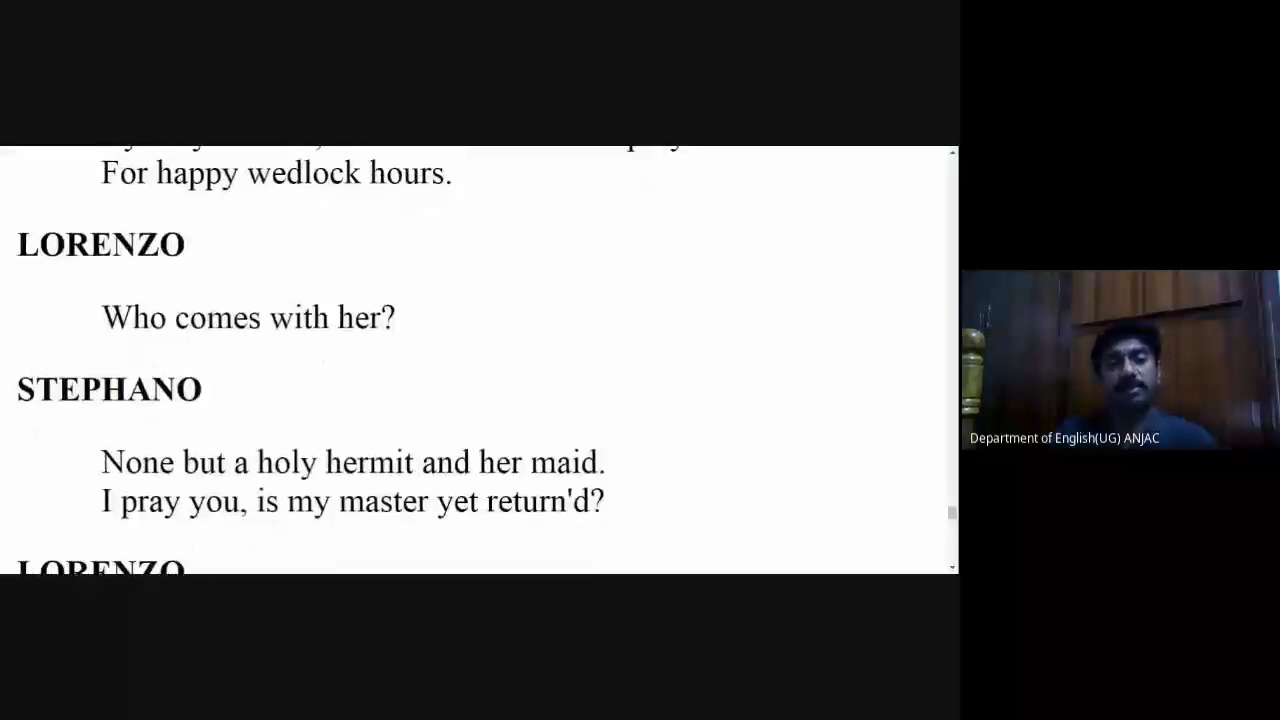 For happy wedlock hours.
LORENZO
Who comes with her?
STEPHANO
None but a holy hermit and her maid.
I pray you, is my master yet return'd?
LORENZO
Department of English(UG) ANJAC